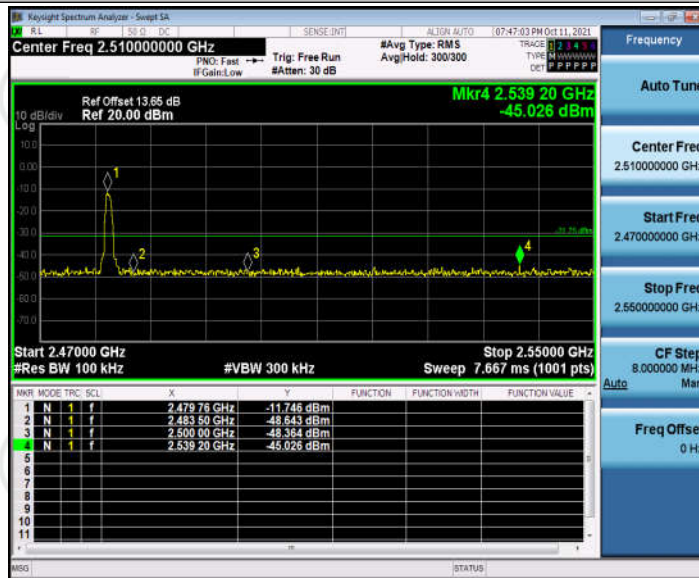 Keysight Spectrum Analyzer - Swept SA
RL RF 50 Ω DC SENSE:INT ALIGN AUTO 07:47:03 PM Oct 11, 2021
Center Freq 2.510000000 GHz
PNO: Fast
IFGain:Low
Trig: Free Run
#Atten: 30 dB
#Avg Type: RMS
Avg|Hold: 300/300
TRACE 1 2 3 4 5 6
TYPE M WWWWW
DET P P P P P P
Ref Offset 13.65 dB
10 dB/div Ref 20.00 dBm
Log
Mkr4 2.539 20 GHz
-45.026 dBm
10.0
0.00
-10.0
-20.0
-30.0
-40.0
-50.0
-60.0
-70.0
1
2
3
4
-31.75 dBm
Start 2.47000 GHz Stop 2.55000 GHz
#Res BW 100 kHz #VBW 300 kHz Sweep 7.667 ms (1001 pts)
MKR MODE TRC SCL X Y FUNCTION FUNCTION WIDTH FUNCTION VALUE
1 N 1 f 2.479 76 GHz -11.746 dBm
2 N 1 f 2.483 50 GHz -48.643 dBm
3 N 1 f 2.500 00 GHz -48.364 dBm
4 N 1 f 2.539 20 GHz -45.026 dBm
5
6
7
8
9
10
11
MSG STATUS
Frequency
Auto Tune
Center Freq
2.510000000 GHz
Start Freq
2.470000000 GHz
Stop Freq
2.550000000 GHz
CF Step
8.000000 MHz
Auto Man
Freq Offset
0 Hz